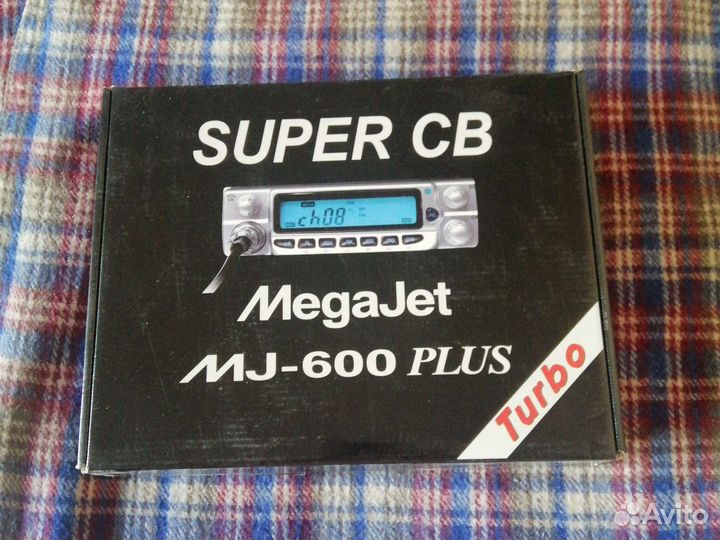 SUPER CB
ch08
MegaJet
MJ-600 PLUS
Turbo
Avito